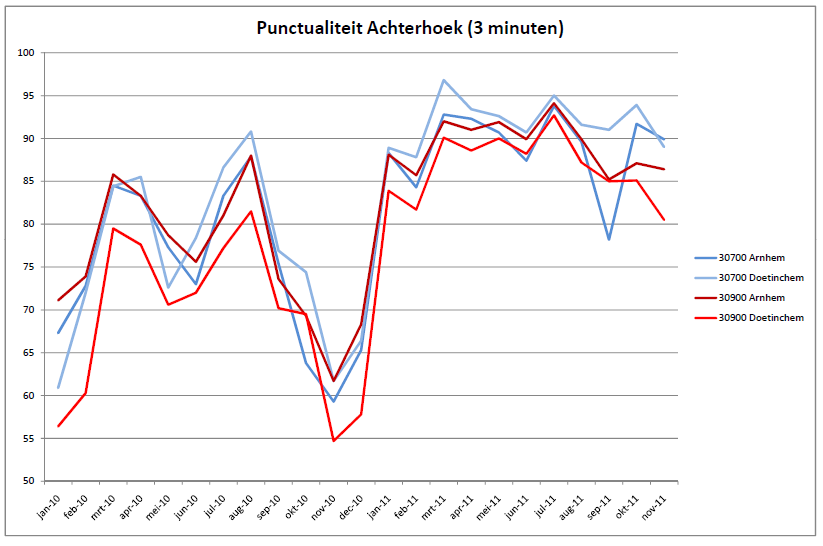 Punctualiteit Achterhoek (3 minuten)
100
95
90
85
80
75
70
65
60
55
50
jan-10
feb-10
mrt-10
apr-10
mei-10
jun-10
jul-10
aug-10
sep-10
okt-10
nov-10
dec-10
jan-11
feb-11
mrt-11
apr-11
mei-11
jun-11
jul-11
aug-11
sep-11
okt-11
nov-11
30700 Arnhem
30700 Doetinchem
30900 Arnhem
30900 Doetinchem